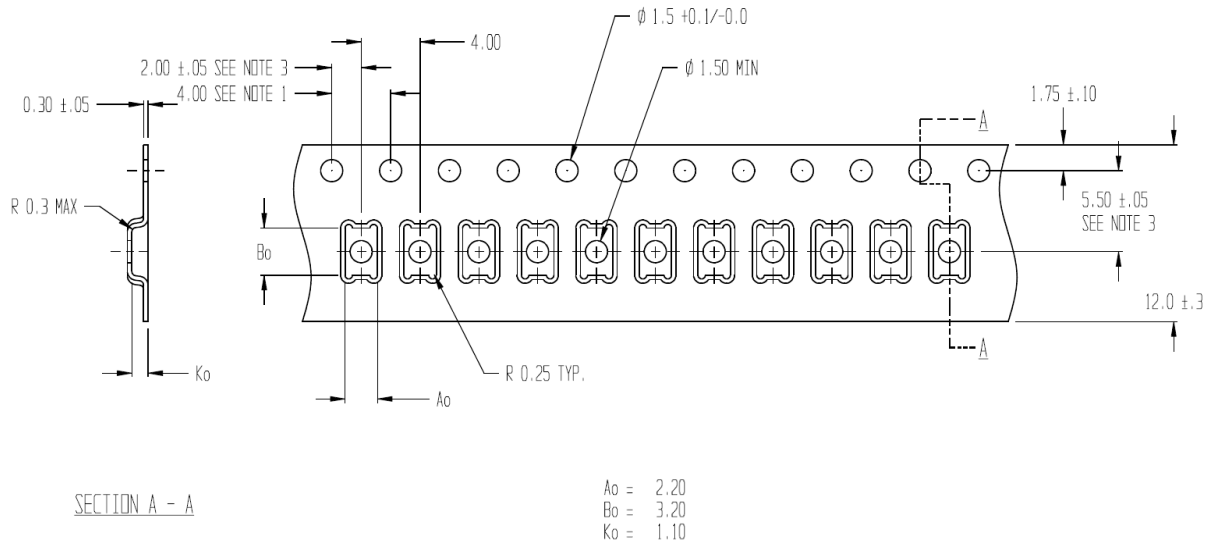 ϕ 1.5 +0.1/-0.0
4.00
2.00 ±.05 SEE NOTE 3
ϕ 1.50 MIN
4.00 SEE NOTE 1
0.30 ±.05
1.75 ±.10
A
R 0.3 MAX
5.50 ±.05
SEE NOTE 3
Bo
12.0 ±.3
A
Ko
R 0.25 TYP.
Ao
SECTION A - A
Ao = 2.20
Bo = 3.20
Ko = 1.10